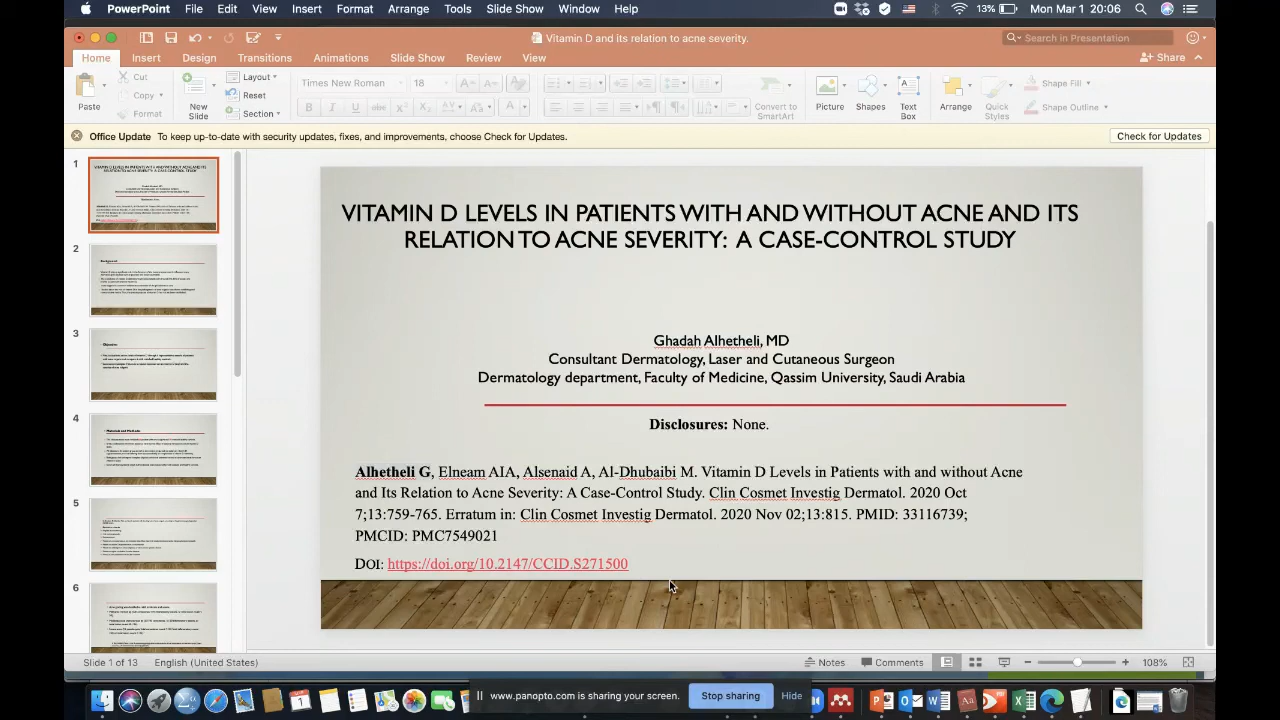 PowerPoint File Edit View Insert Format Arrange Tools Slide Show Window Help 13% Mon Mar 1 20:06
Vitamin D and its relation to acne severity.
Search in Presentation
Home Insert Design Transitions Animations Slide Show Review View Share
Paste Cut Copy Format New Slide Layout Reset Section Times New Roman 18 Convert to SmartArt Picture Shapes Text Box Arrange Quick Styles Shape Fill Shape Outline
B I U abc X² X₂
Office Update To keep up-to-date with security updates, fixes, and improvements, choose Check for Updates. Check for Updates
1
2
3
4
5
6
VITAMIN D LEVELS IN PATIENTS WITH AND WITHOUT ACNE AND ITS
RELATION TO ACNE SEVERITY: A CASE-CONTROL STUDY
Ghadah Alhetheli, MD
Consultant Dermatology, Laser and Cutaneous Surgeon
Dermatology department, Faculty of Medicine, Qassim University, Saudi Arabia
Disclosures: None.
Alhetheli G, Elneam AIA, Alsenaid A, Al-Dhubaibi M. Vitamin D Levels in Patients with and without Acne
and Its Relation to Acne Severity: A Case-Control Study. Clin Cosmet Investig Dermatol. 2020 Oct
7;13:759-765. Erratum in: Clin Cosmet Investig Dermatol. 2020 Nov 02;13:815. PMID: 33116739;
PMCID: PMC7549021
DOI: https://doi.org/10.2147/CCID.S271500
Slide 1 of 13 English (United States) Notes Comments 108%
www.panopto.com is sharing your screen. Stop sharing Hide